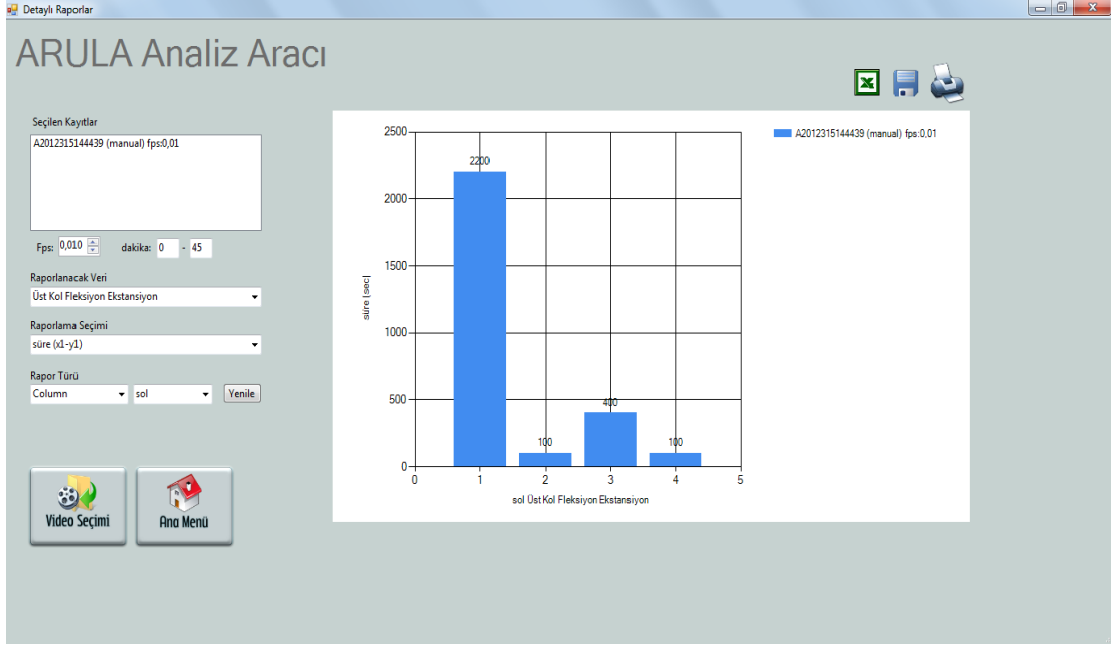 Detaylı Raporlar
ARULA Analiz Aracı
Seçilen Kayıtlar
A2012315144439 (manual) fps:0,01
Fps: 0,010 dakika: 0 - 45
Raporlanacak Veri
Üst Kol Fleksiyon Ekstansiyon
Raporlama Seçimi
süre (x1-y1)
Rapor Türü
Column sol Yenile
Video Seçimi
Ana Menü
süre [sec]
2500
2000
1500
1000
500
0
2200
100
400
100
0 1 2 3 4 5
sol Üst Kol Fleksiyon Ekstansiyon
A2012315144439 (manual) fps:0,01